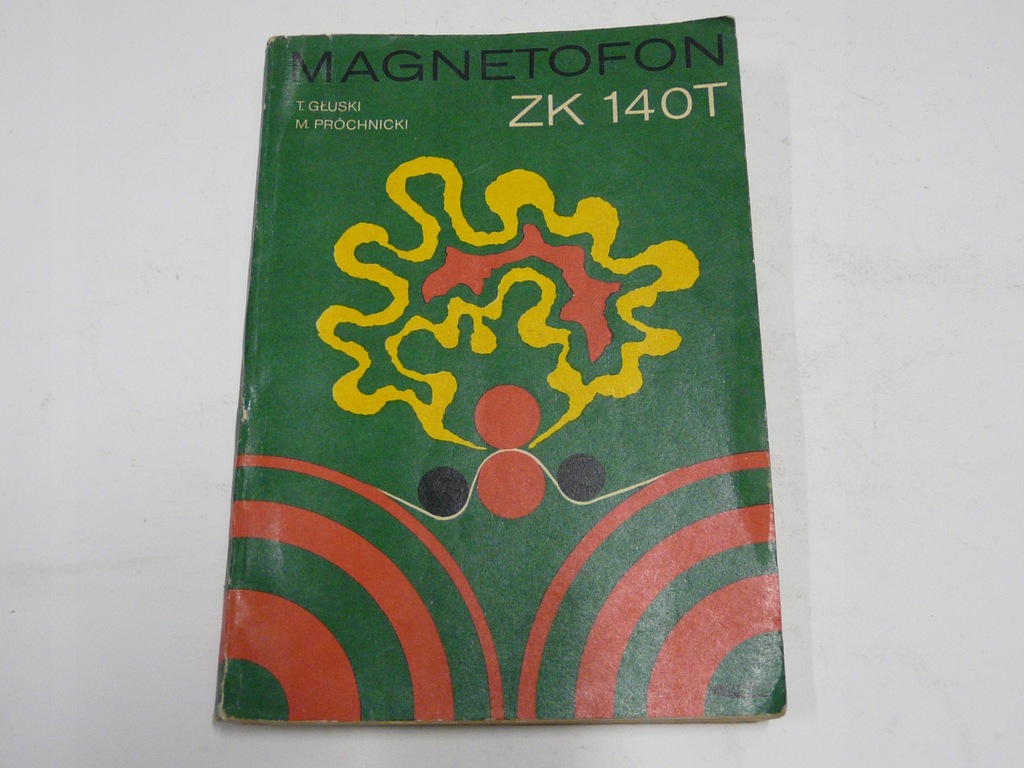 MAGNETOFON
ZK 140T
T. GŁUSKI
M. PRÓCHNICKI